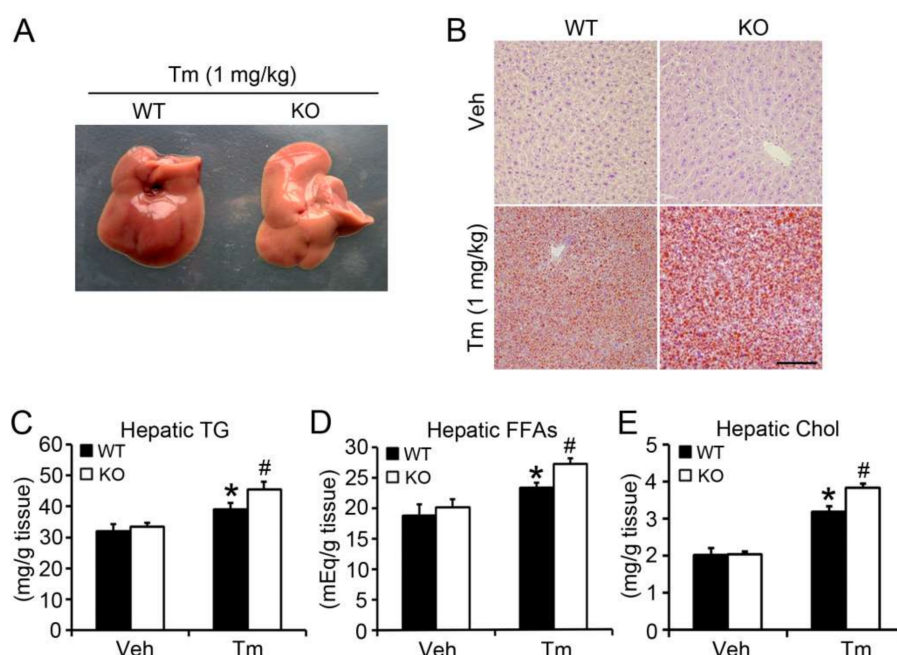 A
Tm (1 mg/kg)
WT KO
B
WT KO
Veh
Tm (1 mg/kg)
C
Hepatic TG
WT
KO
(mg/g tissue)
60
50
40
30
20
10
0
*
#
Veh Tm
D
Hepatic FFAs
WT
KO
(mEq/g tissue)
30
25
20
15
10
5
0
*
#
Veh Tm
E
Hepatic Chol
WT
KO
(mg/g tissue)
5
4
3
2
1
0
*
#
Veh Tm